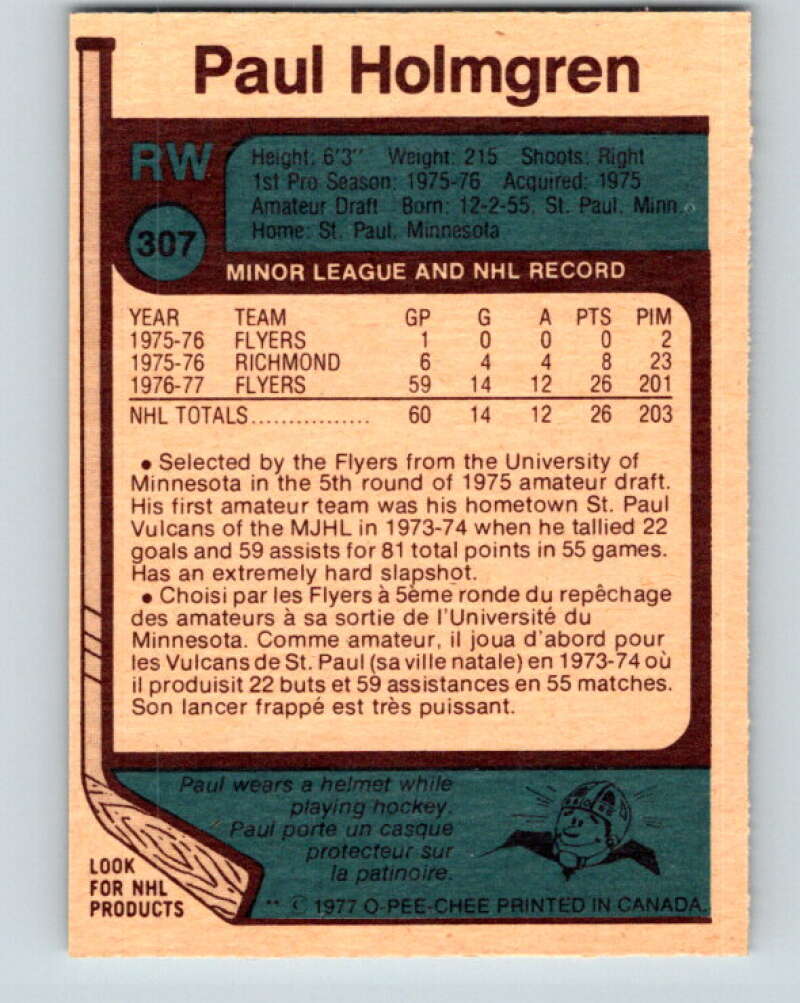 Paul Holmgren
RW
307
Height: 6'3" Weight: 215 Shoots: Right
1st Pro Season: 1975-76 Acquired: 1975
Amateur Draft Born: 12-2-55, St. Paul, Minn.
Home: St. Paul, Minnesota
MINOR LEAGUE AND NHL RECORD
YEAR TEAM GP G A PTS PIM
1975-76 FLYERS 1 0 0 0 2
1975-76 RICHMOND 6 4 4 8 23
1976-77 FLYERS 59 14 12 26 201
NHL TOTALS................ 60 14 12 26 203
• Selected by the Flyers from the University of
Minnesota in the 5th round of 1975 amateur draft.
His first amateur team was his hometown St. Paul
Vulcans of the MJHL in 1973-74 when he tallied 22
goals and 59 assists for 81 total points in 55 games.
Has an extremely hard slapshot.
• Choisi par les Flyers à 5ème ronde du repêchage
des amateurs à sa sortie de l'Université du
Minnesota. Comme amateur, il joua d'abord pour
les Vulcans de St. Paul (sa ville natale) en 1973-74 où
il produisit 22 buts et 59 assistances en 55 matches.
Son lancer frappé est très puissant.
Paul wears a helmet while
playing hockey.
Paul porte un casque
protecteur sur
la patinoire.
LOOK
FOR NHL
PRODUCTS
** © 1977 O-PEE-CHEE PRINTED IN CANADA.